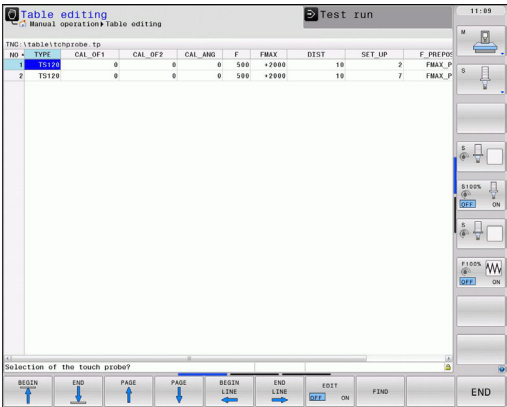 Table editing
Manual operation Table editing
Test run
11:09
TNC:\table\tchprobe.tp
NO TYPE CAL_OF1 CAL_OF2 CAL_ANG F FMAX DIST SET_UP F_PREPOS
1 TS120 0 0 0 500 +2000 10 2 FMAX_P
2 TS120 0 0 0 500 +2000 10 7 FMAX_P
M
S
S
S100%
OFF ON
S
F100%
OFF ON
Selection of the touch probe?
BEGIN
END
PAGE
PAGE
BEGIN LINE
END LINE
EDIT
OFF ON
FIND
END